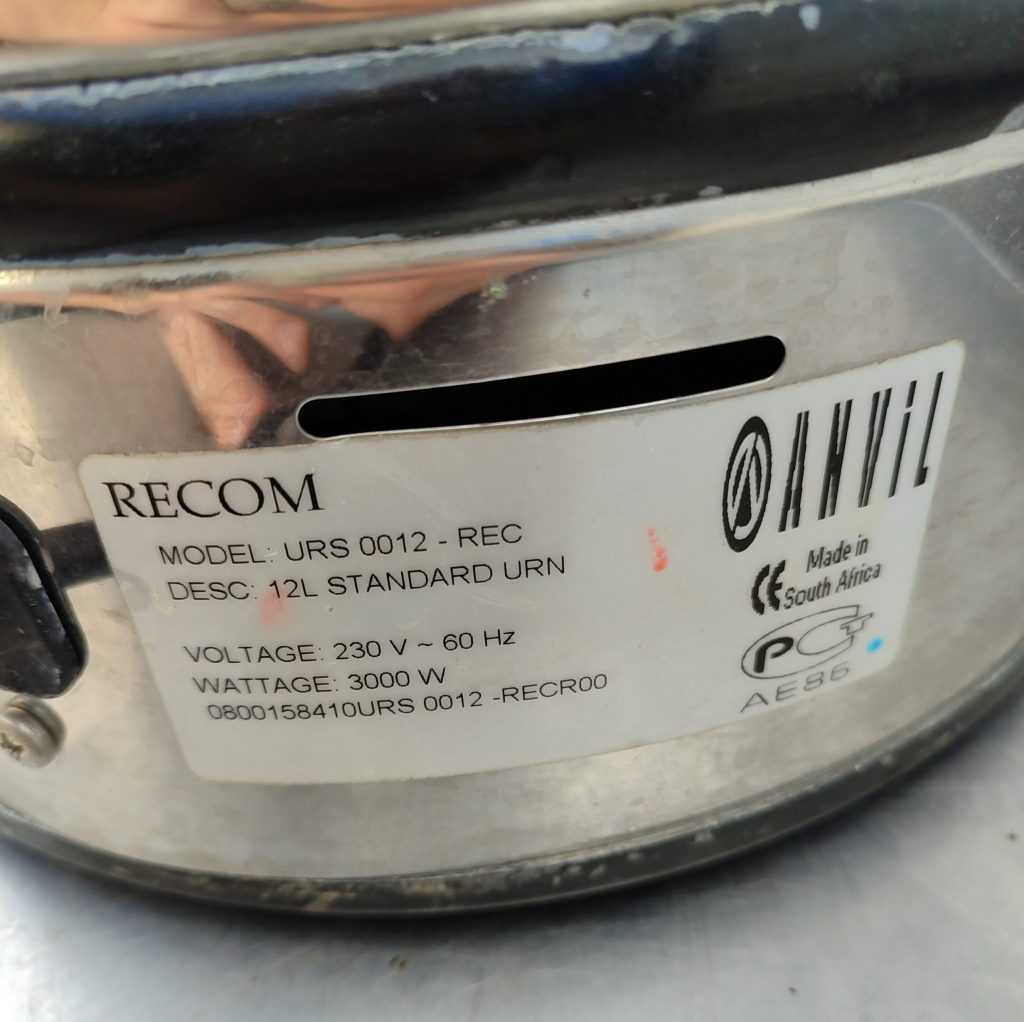 RECOM
MODEL: URS 0012 - REC
DESC: 12L STANDARD URN
VOLTAGE: 230 V ~ 60 Hz
WATTAGE: 3000 W
0800158410URS 0012 -RECR00
ANViL
CE
Made in
South Africa
PCT
AE86